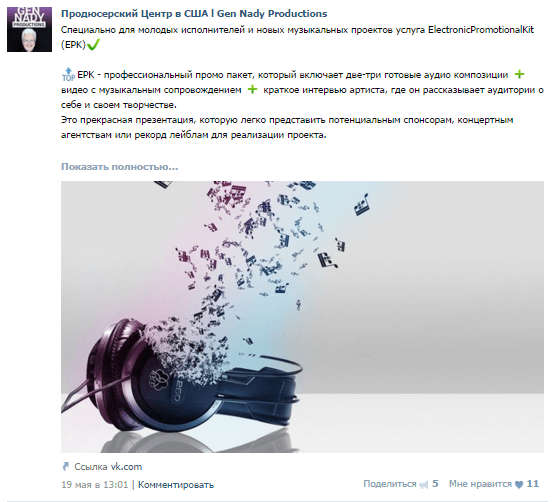 GEN
NADY
PRODUCTIONS
Продюсерский Центр в США l Gen Nady Productions
Специально для молодых исполнителей и новых музыкальных проектов услуга ElectronicPromotionalKit
(EPK)
TOP EPK - профессиональный промо пакет, который включает две-три готовые аудио композиции
видео с музыкальным сопровождением ➕ краткое интервью артиста, где он рассказывает аудитории о
себе и своем творчестве.
Это прекрасная презентация, которую легко представить потенциальным спонсорам, концертным
агентствам или рекорд лейблам для реализации проекта.
Показать полностью...
Ссылка vk.com
19 мая в 13:01 | Комментировать
Поделиться 5 Мне нравится 11